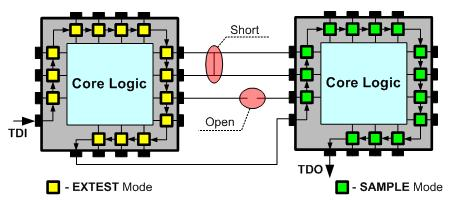 Short
Core Logic
Core Logic
TDI
Open
TDO
- EXTEST Mode
- SAMPLE Mode